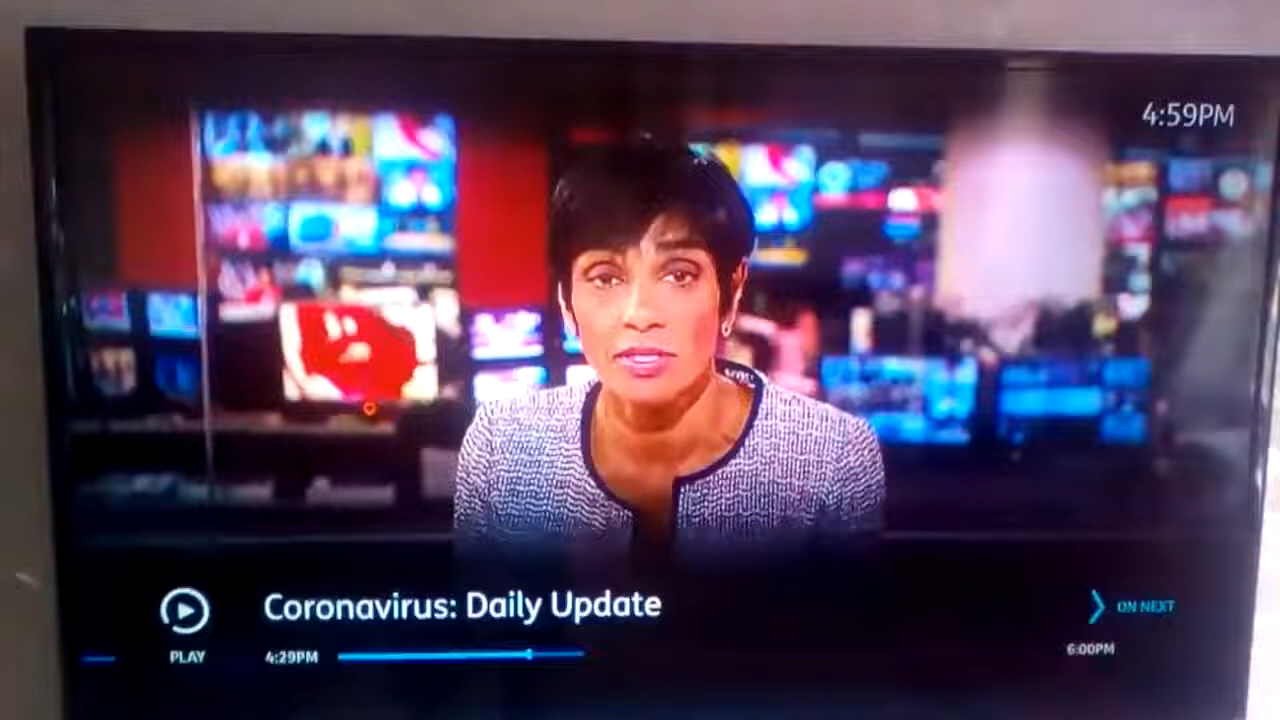 4:59PM
Coronavirus: Daily Update
ON NEXT
PLAY
4:29PM
6:00PM